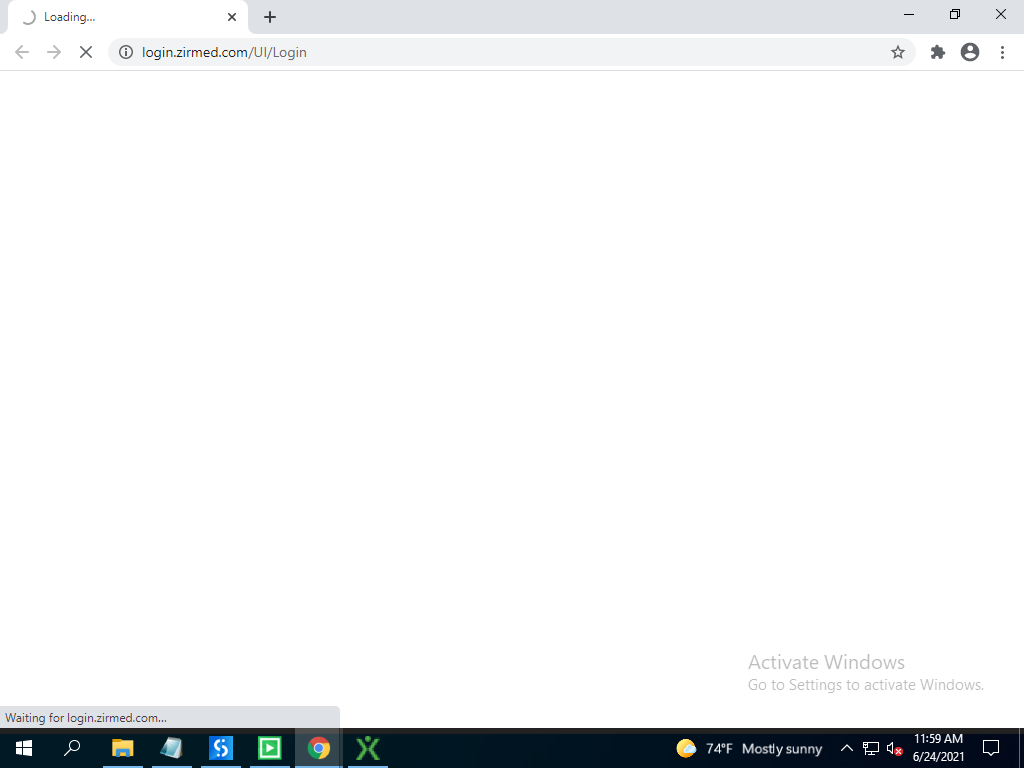 Loading...
login.zirmed.com/UI/Login
Activate Windows
Go to Settings to activate Windows.
Waiting for login.zirmed.com...
74°F Mostly sunny
11:59 AM
6/24/2021